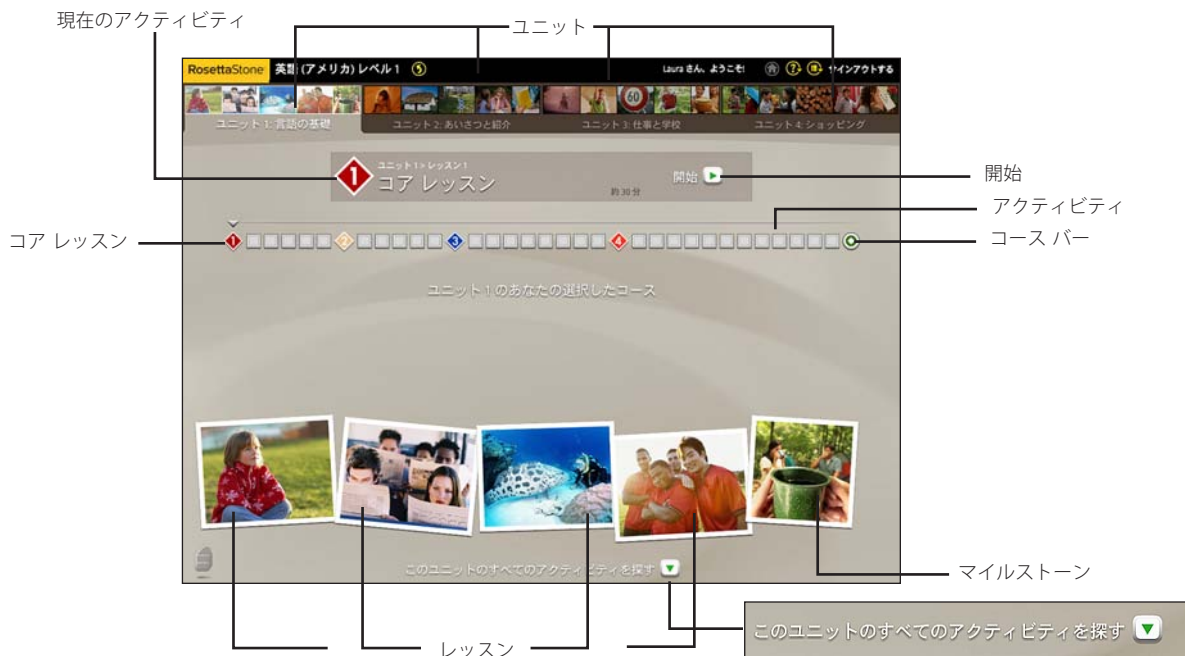 現在のアクティビティ
ユニット
RosettaStone 英語 (アメリカ) レベル 1 Laura さん、ようこそ! サインアウトする
60
ユニット 1: 言語の基礎 ユニット 2: あいさつと紹介 ユニット 3: 仕事と学校 ユニット 4: ショッピング
1 ユニット 1 > レッスン 1
コア レッスン
約 30 分
開始
開始
アクティビティ
コア レッスン
1 2 3 4
コース バー
ユニット 1 のあなたの選択したコース
このユニットのすべてのアクティビティを探す
マイルストーン
レッスン
このユニットのすべてのアクティビティを探す